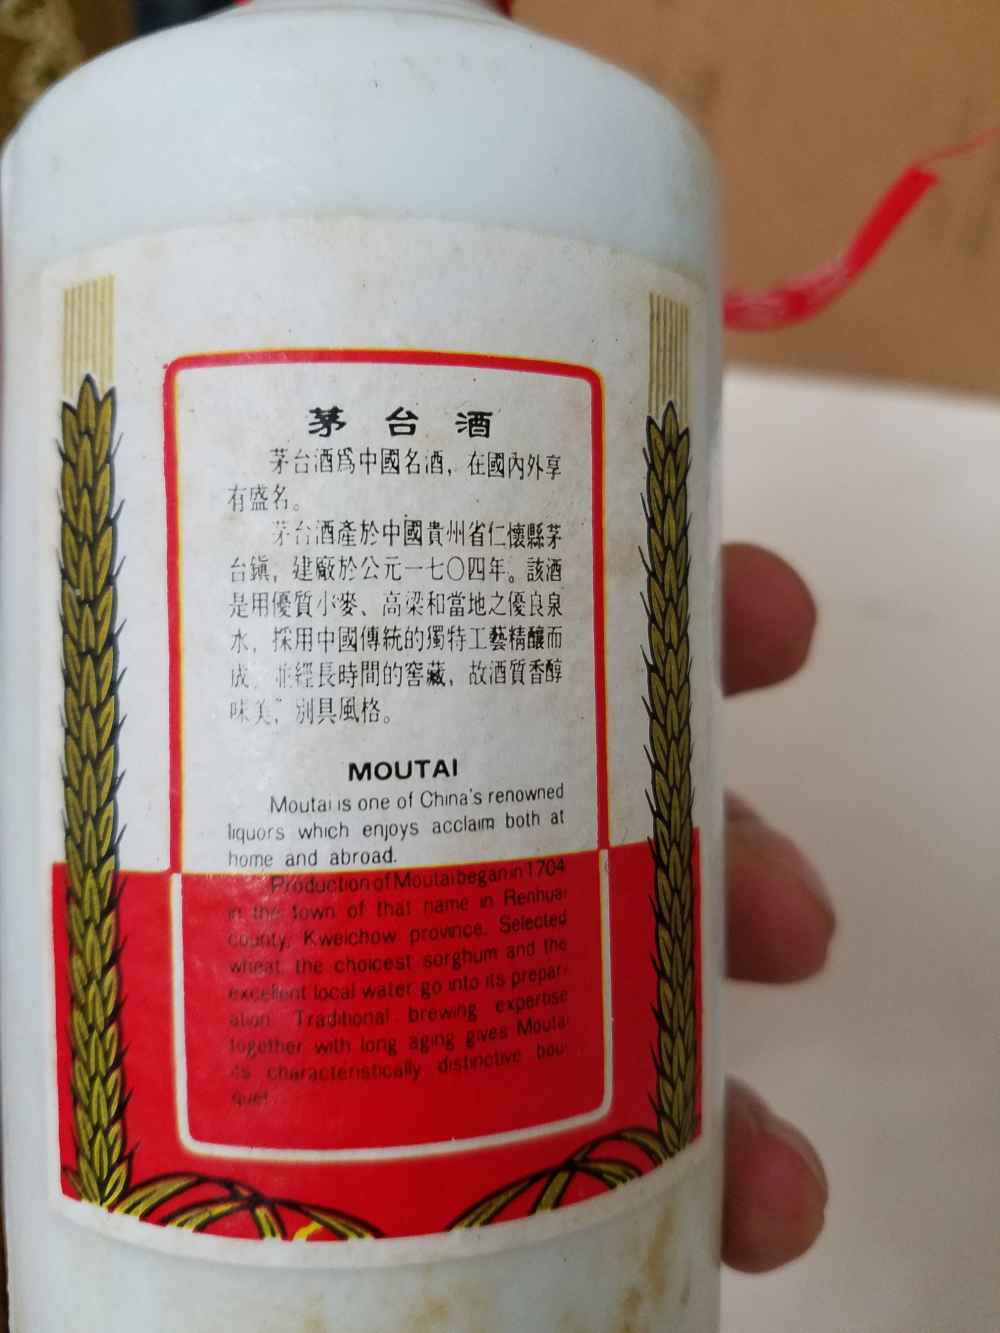 茅台酒
茅台酒爲中國名酒，在國內外享
有盛名。
茅台酒產於中國貴州省仁懷縣茅
台鎮，建廠於公元一七〇四年。該酒
是用優質小麥、高梁和當地之優良泉
水，採用中國傳統的獨特工藝精釀而
成，並經長時間的窖藏，故酒質香醇
味美，別具風格。
MOUTAI
Moutai is one of China's renowned
liquors which enjoys acclaim both at
home and abroad.
Production of Moutai began in 1704
in the town of that name in Renhuai
county, Kweichow province. Selected
wheat, the choicest sorghum and the
excellent local water go into its prepar-
ation. Traditional brewing expertise
together with long aging gives Moutai
its characteristically distinctive bou-
quet.